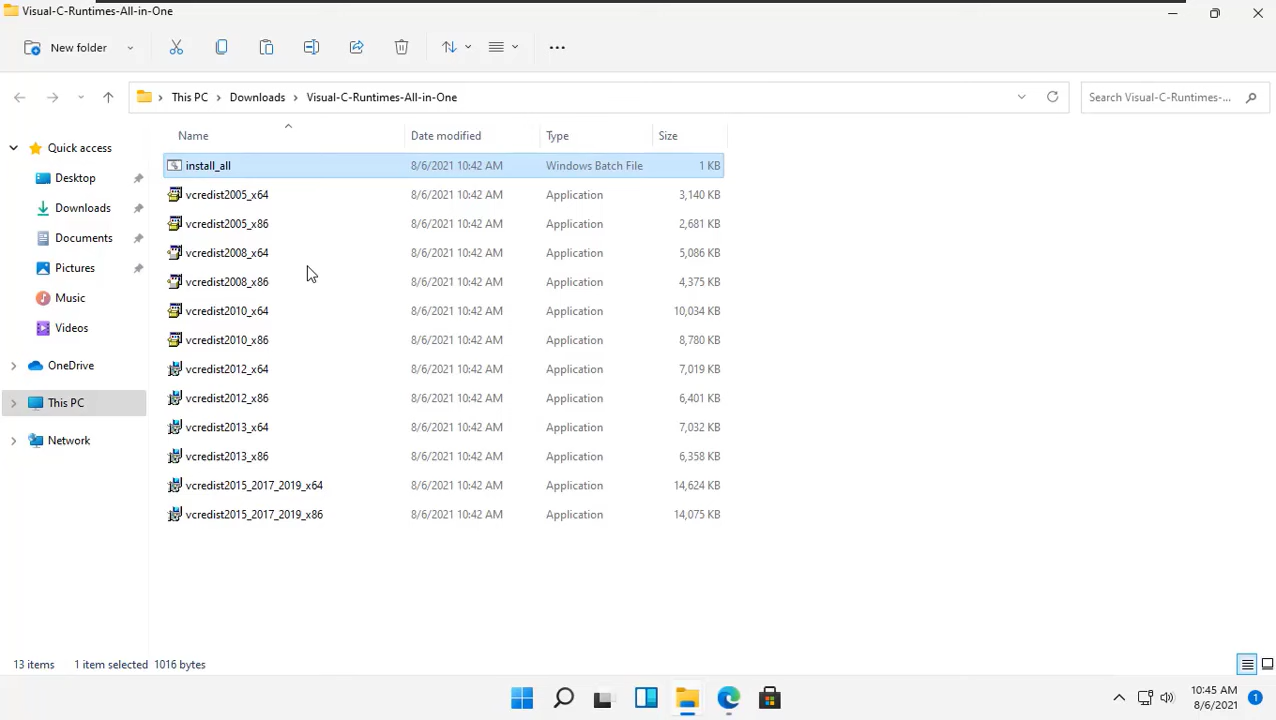 Visual-C-Runtimes-All-in-One
New folder
This PC > Downloads > Visual-C-Runtimes-All-in-One
Search Visual-C-Runtimes-...
Name Date modified Type Size
Quick access
Desktop
Downloads
Documents
Pictures
Music
Videos
OneDrive
This PC
Network
install_all 8/6/2021 10:42 AM Windows Batch File 1 KB
vcredist2005_x64 8/6/2021 10:42 AM Application 3,140 KB
vcredist2005_x86 8/6/2021 10:42 AM Application 2,681 KB
vcredist2008_x64 8/6/2021 10:42 AM Application 5,086 KB
vcredist2008_x86 8/6/2021 10:42 AM Application 4,375 KB
vcredist2010_x64 8/6/2021 10:42 AM Application 10,034 KB
vcredist2010_x86 8/6/2021 10:42 AM Application 8,780 KB
vcredist2012_x64 8/6/2021 10:42 AM Application 7,019 KB
vcredist2012_x86 8/6/2021 10:42 AM Application 6,401 KB
vcredist2013_x64 8/6/2021 10:42 AM Application 7,032 KB
vcredist2013_x86 8/6/2021 10:42 AM Application 6,358 KB
vcredist2015_2017_2019_x64 8/6/2021 10:42 AM Application 14,624 KB
vcredist2015_2017_2019_x86 8/6/2021 10:42 AM Application 14,075 KB
13 items 1 item selected 1016 bytes
10:45 AM
8/6/2021
1